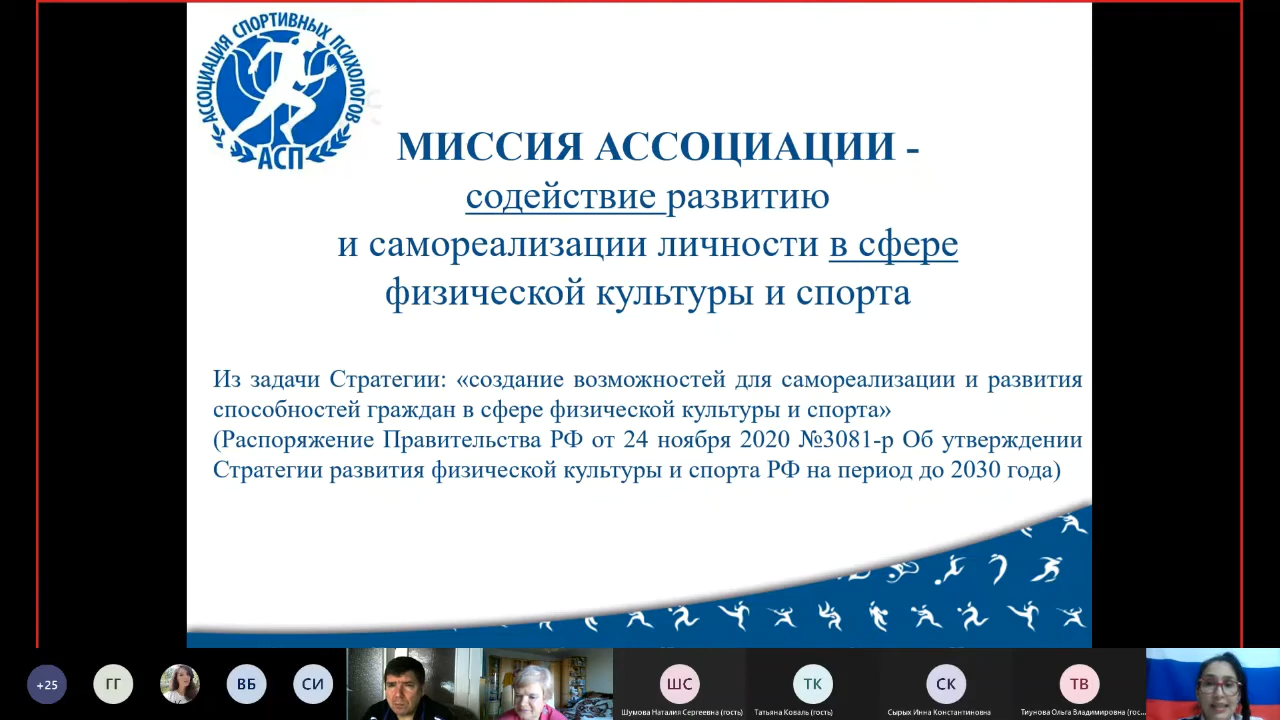 АССОЦИАЦИЯ СПОРТИВНЫХ ПСИХОЛОГОВ
АСП
МИССИЯ АССОЦИАЦИИ -
содействие развитию
и самореализации личности в сфере
физической культуры и спорта
Из задачи Стратегии: «создание возможностей для самореализации и развития
способностей граждан в сфере физической культуры и спорта»
(Распоряжение Правительства РФ от 24 ноября 2020 №3081-р Об утверждении
Стратегии развития физической культуры и спорта РФ на период до 2030 года)
+25
ГГ
ВБ
СИ
ШС
ТК
СК
ТВ
Шумова Наталия Сергеевна (гость)
Татьяна Коваль (гость)
Сырых Инна Константиновна
Тиунова Ольга Владимировна (гос...